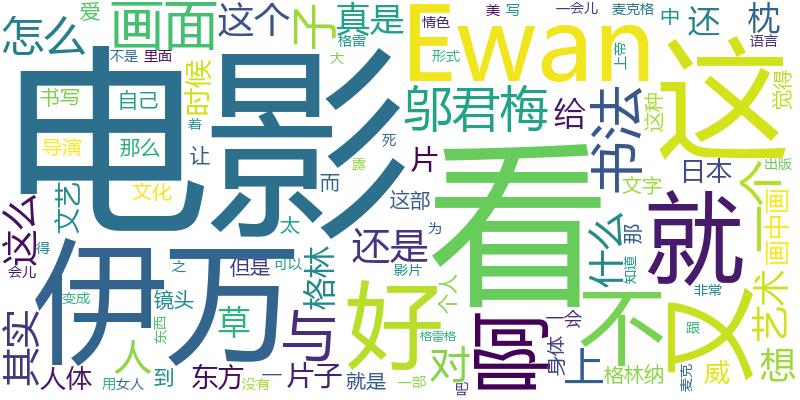 怎么
爱
画面
这个
子
真是
情色
美
写
一会儿
麦克格
中
还
枕
不是
里面
格雷
形式
大
上帝
语言
电影
Ewan
这
书写
自己
时候
邬君梅
给
书法
这种
觉得
导演
那么
着
死
片
日本
一个
出版
这么
文艺
让
文化
而
露
看
就
文字
画中画
会儿
得
伊万
太
这部
还是
为
什么
那
知道
之
但是
可以
格林
影片
个人
不
非常
又
艺术
其实
变成
镜头
东西
草
与
好
格雷格
啊
一会
身体
对
上
跟
想
人体
人
用女人
到
东方
没有
一
片子
就是
一部
吧
格林纳
麦克
威